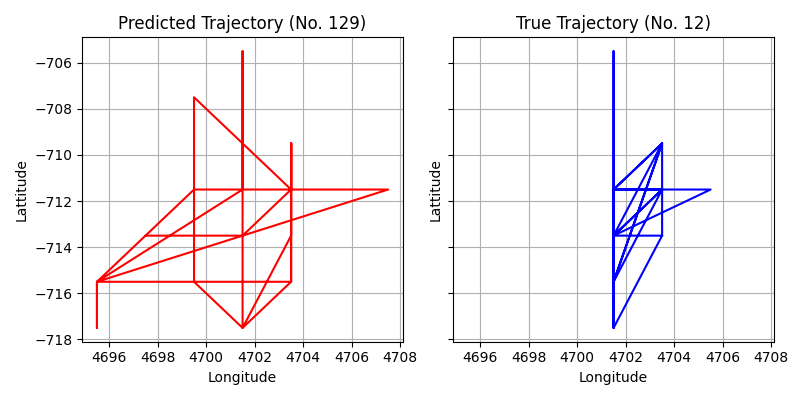 Predicted Trajectory (No. 129)
True Trajectory (No. 12)
−706
−708
−710
−712
−714
−716
−718
Lattitude
Lattitude
4696 4698 4700 4702 4704 4706 4708
4696 4698 4700 4702 4704 4706 4708
Longitude
Longitude